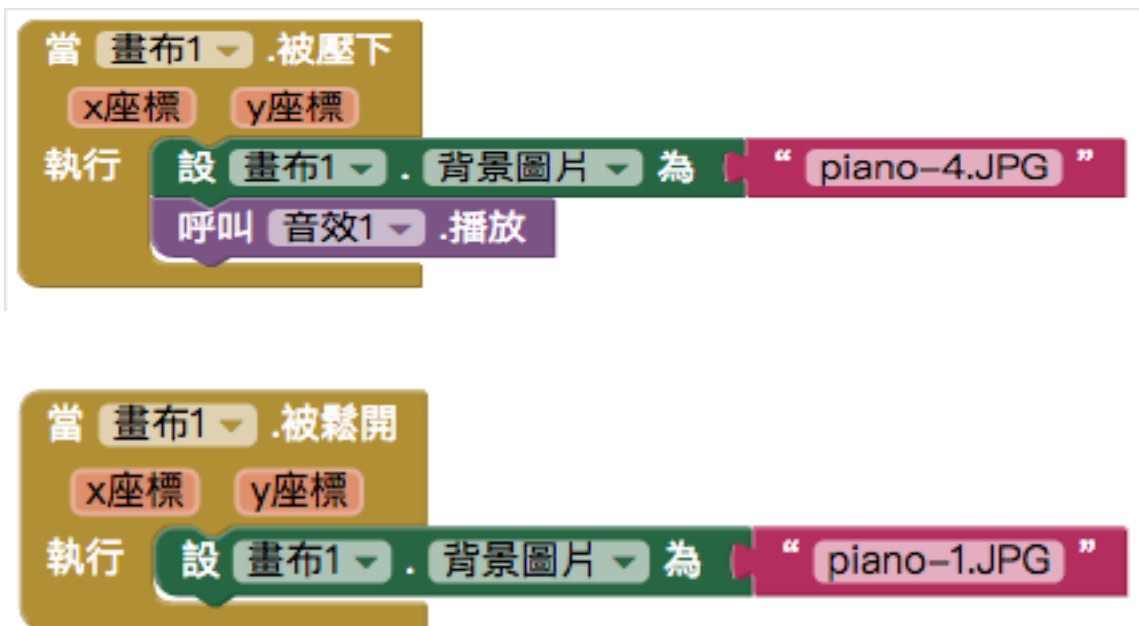 當 畫布1 .被壓下
x座標 y座標
執行 設 畫布1 . 背景圖片 為 “ piano-4.JPG ”
呼叫 音效1 .播放
當 畫布1 .被鬆開
x座標 y座標
執行 設 畫布1 . 背景圖片 為 “ piano-1.JPG ”